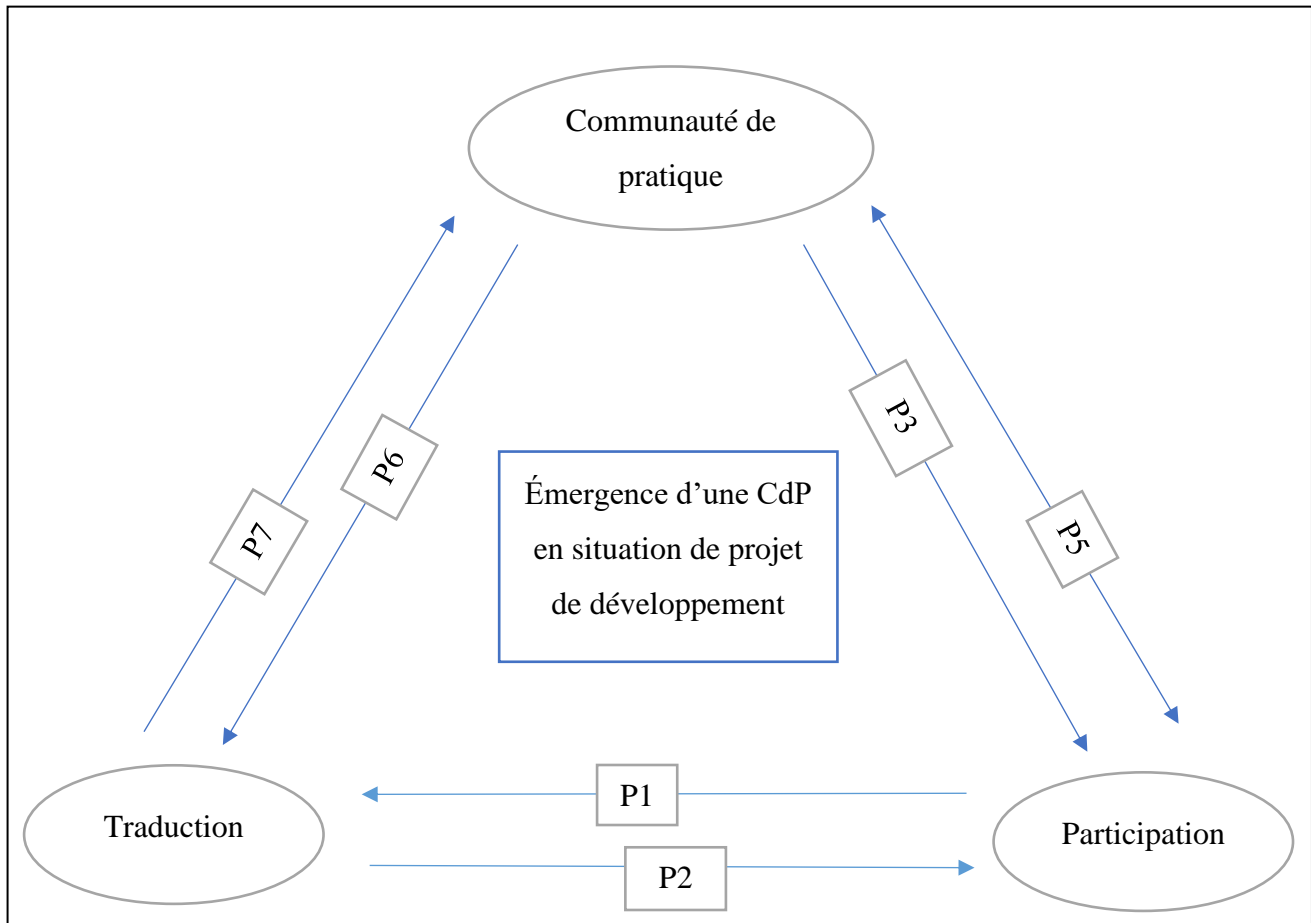 Communauté de
pratique
P3
P6
P7
P5
Émergence d’une CdP
en situation de projet
de développement
P1
Traduction
Participation
P2